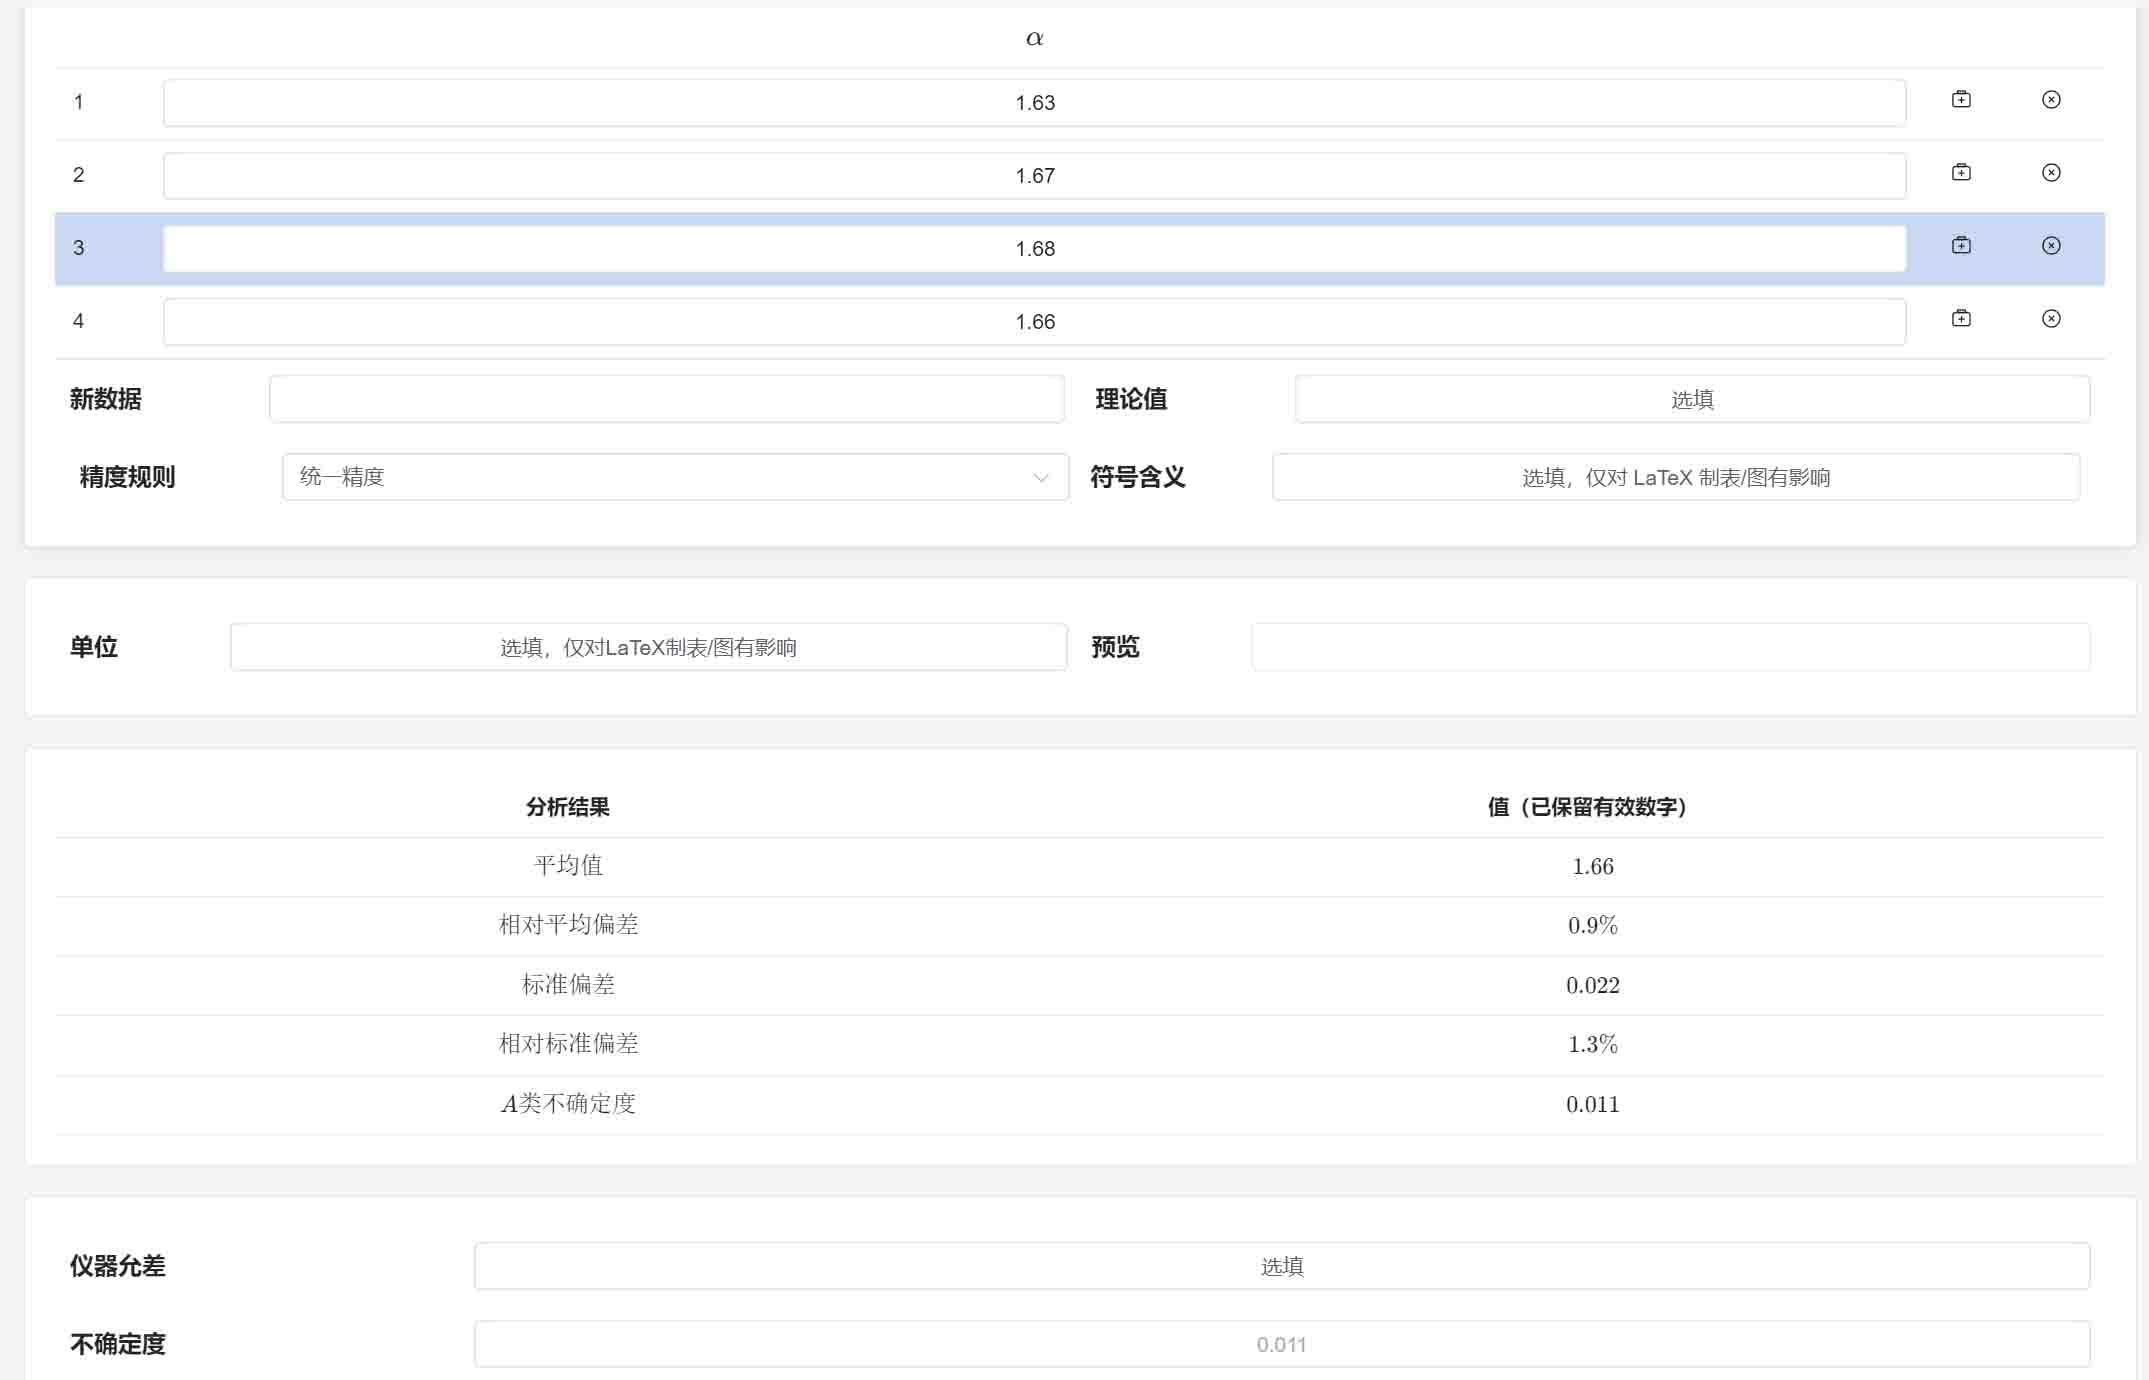 α
1 1.63
2 1.67
3 1.68
4 1.66
新数据 理论值 选填
精度规则 统一精度 符号含义 选填，仅对 LaTeX 制表/图有影响
单位 选填，仅对LaTeX制表/图有影响 预览
分析结果 值（已保留有效数字）
平均值 1.66
相对平均偏差 0.9%
标准偏差 0.022
相对标准偏差 1.3%
A类不确定度 0.011
仪器允差 选填
不确定度 0.011